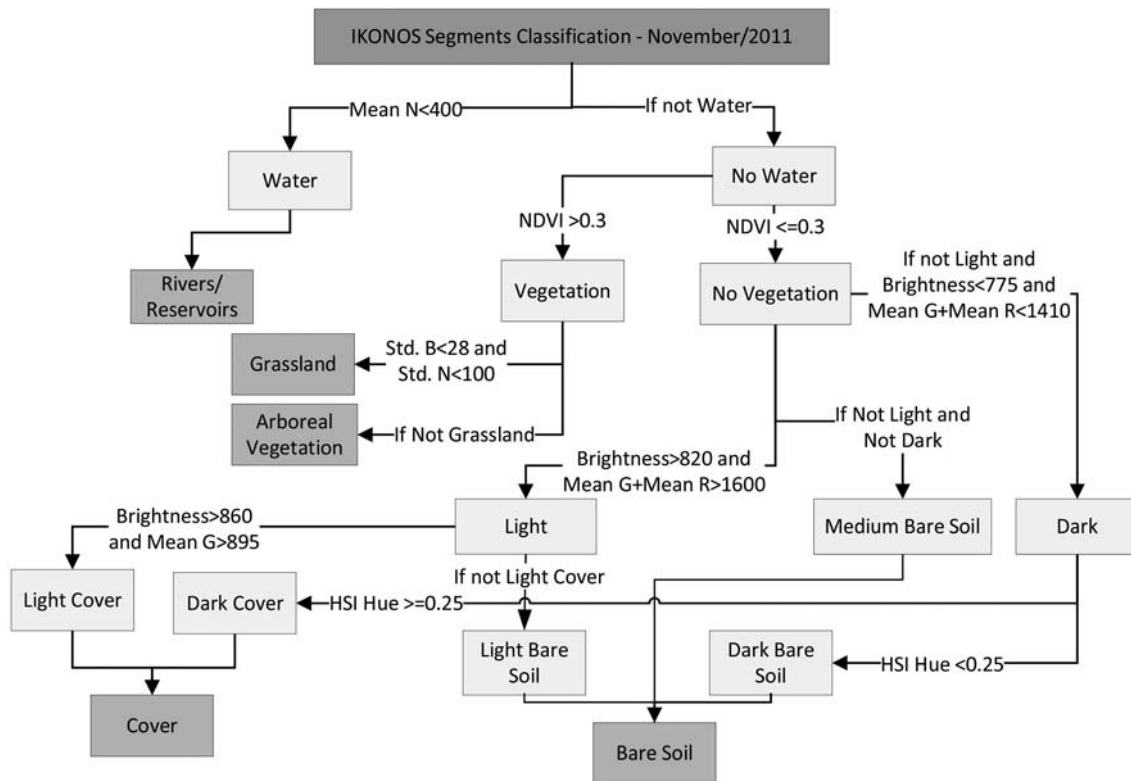 IKONOS Segments Classification - November/2011
Mean N<400
If not Water
Water
No Water
NDVI >0.3
NDVI <=0.3
Rivers/
Reservoirs
Vegetation
No Vegetation
If not Light and
Brightness<775 and
Mean G+Mean R<1410
Grassland
Std. B<28 and
Std. N<100
Arboreal
Vegetation
If Not Grassland
If Not Light and
Not Dark
Brightness>820 and
Mean G+Mean R>1600
Brightness>860
and Mean G>895
Light
Medium Bare Soil
Dark
If not Light Cover
Light Cover
Dark Cover
HSI Hue >=0.25
Light Bare
Soil
Dark Bare
Soil
HSI Hue <0.25
Cover
Bare Soil